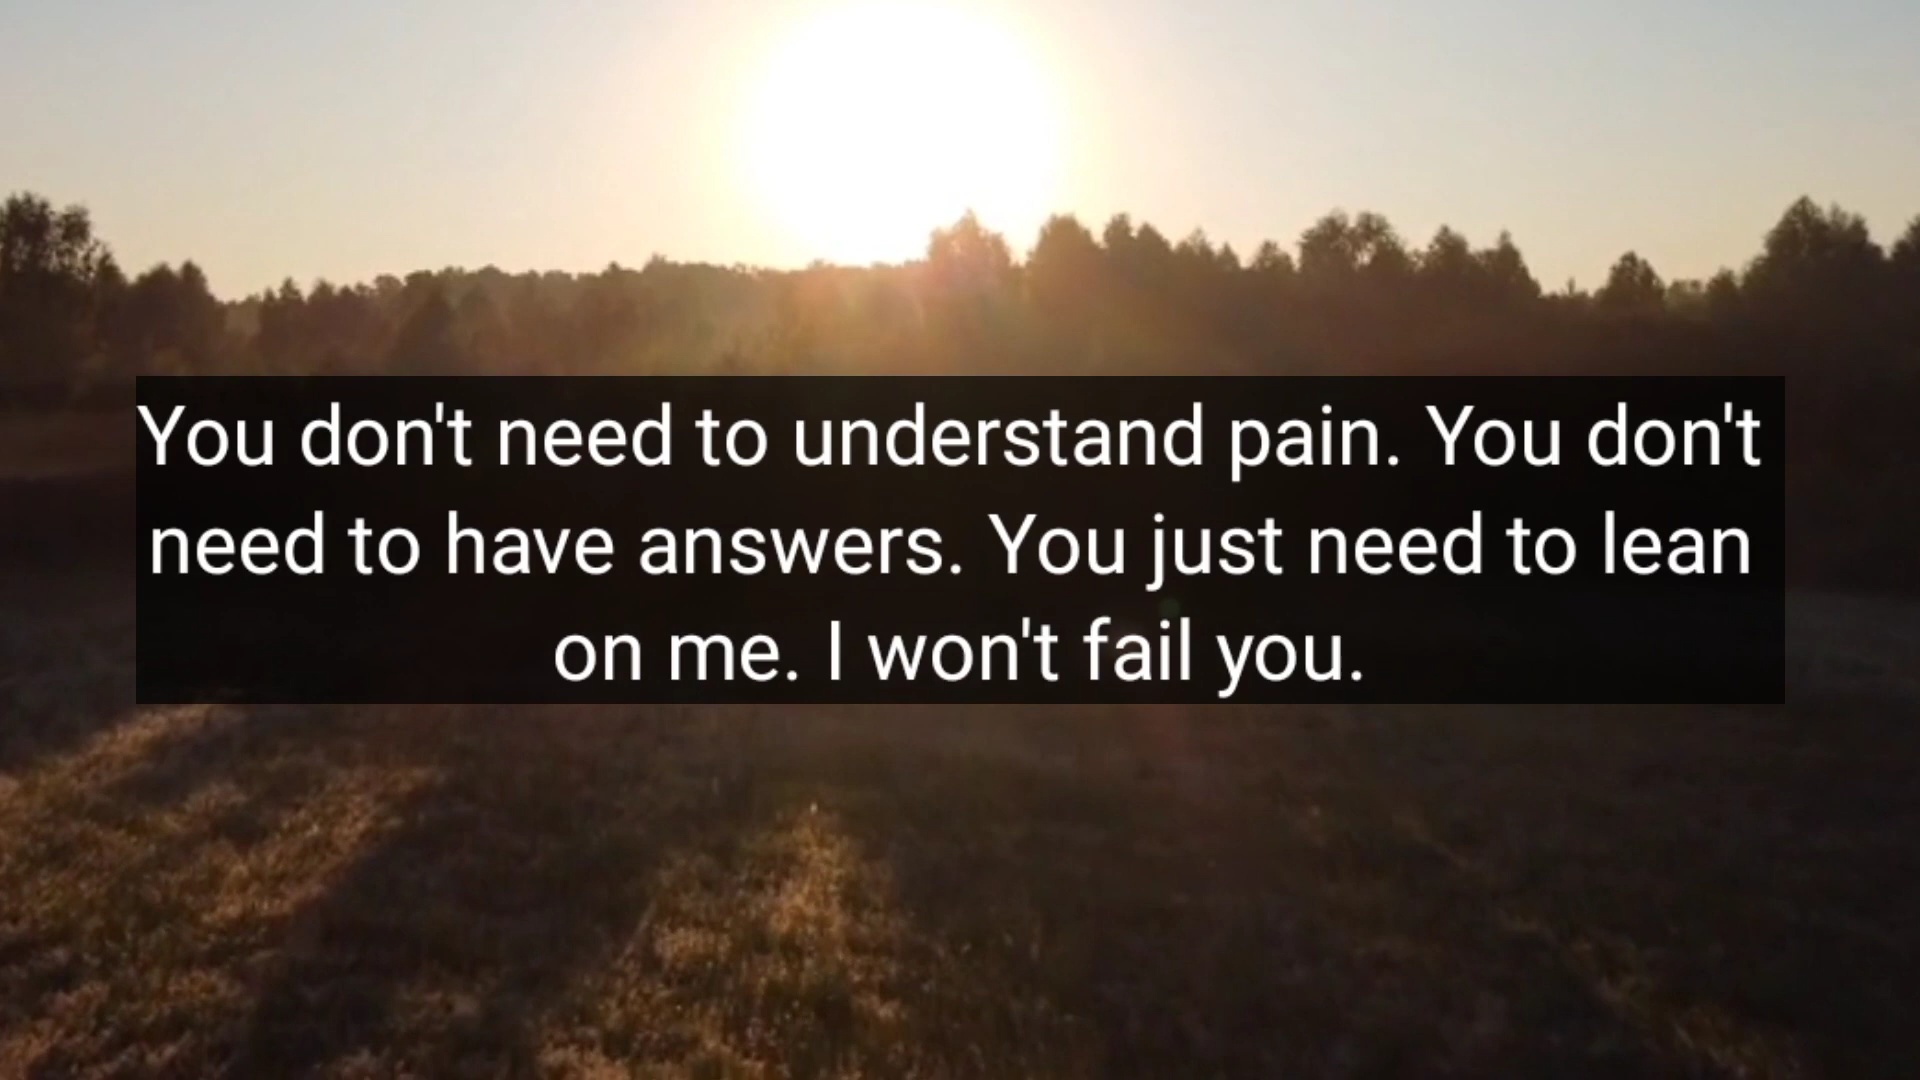 You don't need to understand pain. You don't
need to have answers. You just need to lean
on me. I won't fail you.